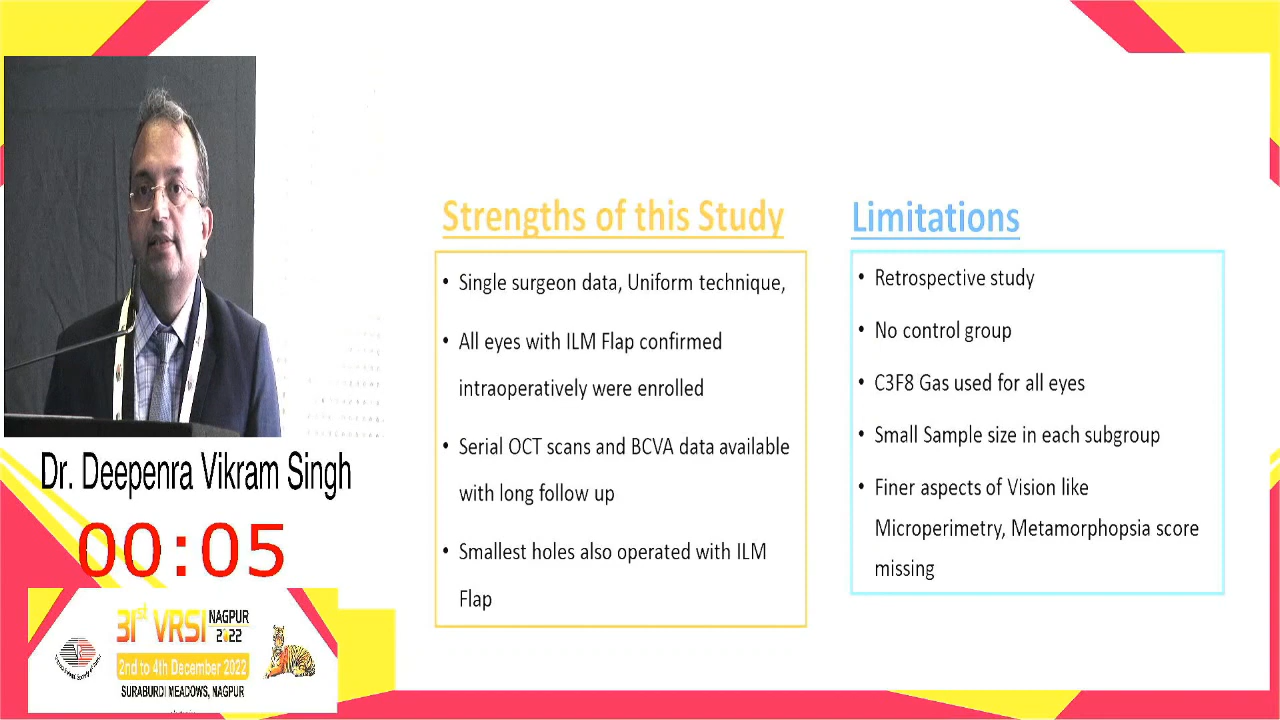 Strengths of this Study
• Single surgeon data, Uniform technique,
• All eyes with ILM Flap confirmed
intraoperatively were enrolled
• Serial OCT scans and BCVA data available
with long follow up
• Smallest holes also operated with ILM
Flap
Limitations
• Retrospective study
• No control group
• C3F8 Gas used for all eyes
• Small Sample size in each subgroup
• Finer aspects of Vision like
Microperimetry, Metamorphopsia score
missing
Dr. Deepenra Vikram Singh
00:05
31st VRSI NAGPUR
2022
2nd to 4th December 2022
SURABURDI MEADOWS, NAGPUR